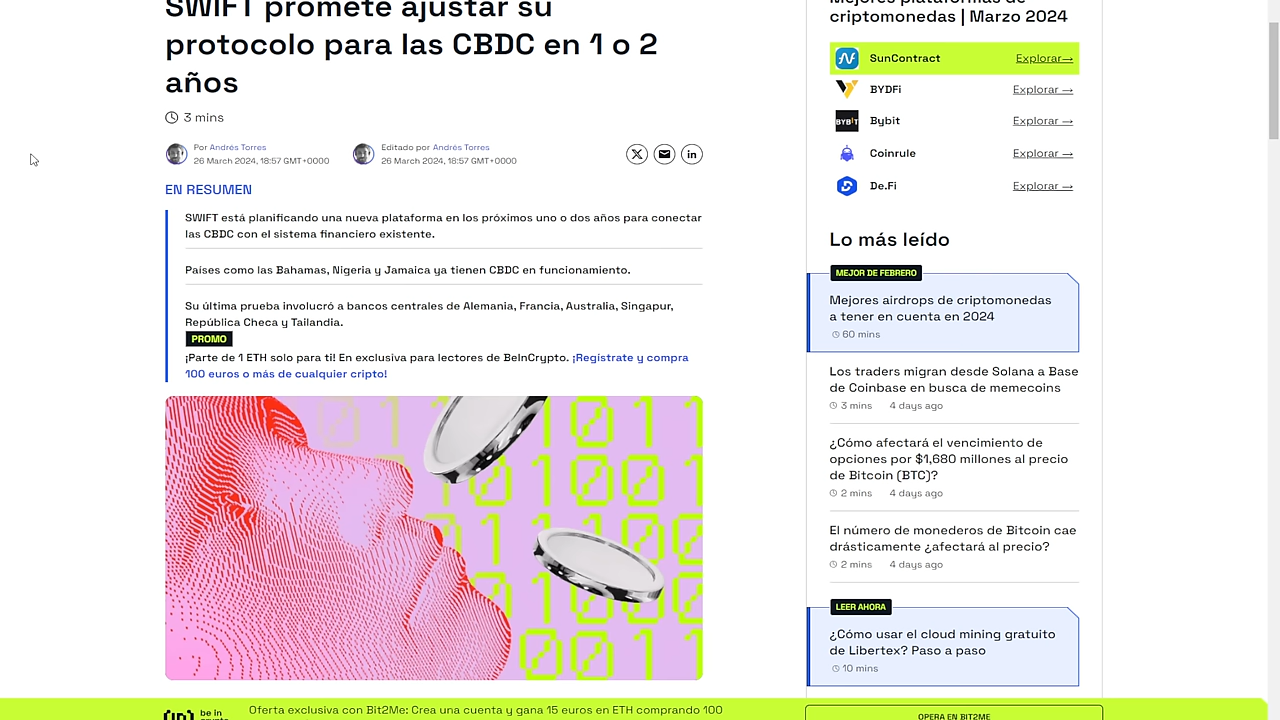 SWIFT promete ajustar su
protocolo para las CBDC en 1 o 2
años
3 mins
Por Andrés Torres
26 March 2024, 18:57 GMT+0000
Editado por Andrés Torres
26 March 2024, 18:57 GMT+0000
EN RESUMEN
SWIFT está planificando una nueva plataforma en los próximos uno o dos años para conectar
las CBDC con el sistema financiero existente.
Países como las Bahamas, Nigeria y Jamaica ya tienen CBDC en funcionamiento.
Su última prueba involucró a bancos centrales de Alemania, Francia, Australia, Singapur,
República Checa y Tailandia.
PROMO
¡Parte de 1 ETH solo para ti! En exclusiva para lectores de BeInCrypto. ¡Regístrate y compra
100 euros o más de cualquier cripto!
Mejores plataformas de
criptomonedas | Marzo 2024
SunContract Explorar→
BYDFi Explorar →
BYBIT Bybit Explorar →
Coinrule Explorar →
De.Fi Explorar →
Lo más leído
MEJOR DE FEBRERO
Mejores airdrops de criptomonedas
a tener en cuenta en 2024
60 mins
Los traders migran desde Solana a Base
de Coinbase en busca de memecoins
3 mins 4 days ago
¿Cómo afectará el vencimiento de
opciones por $1,680 millones al precio
de Bitcoin (BTC)?
2 mins 4 days ago
El número de monederos de Bitcoin cae
drásticamente ¿afectará al precio?
2 mins 4 days ago
LEER AHORA
¿Cómo usar el cloud mining gratuito
de Libertex? Paso a paso
10 mins
be in
Oferta exclusiva con Bit2Me: Crea una cuenta y gana 15 euros en ETH comprando 100
OPERA EN BIT2ME